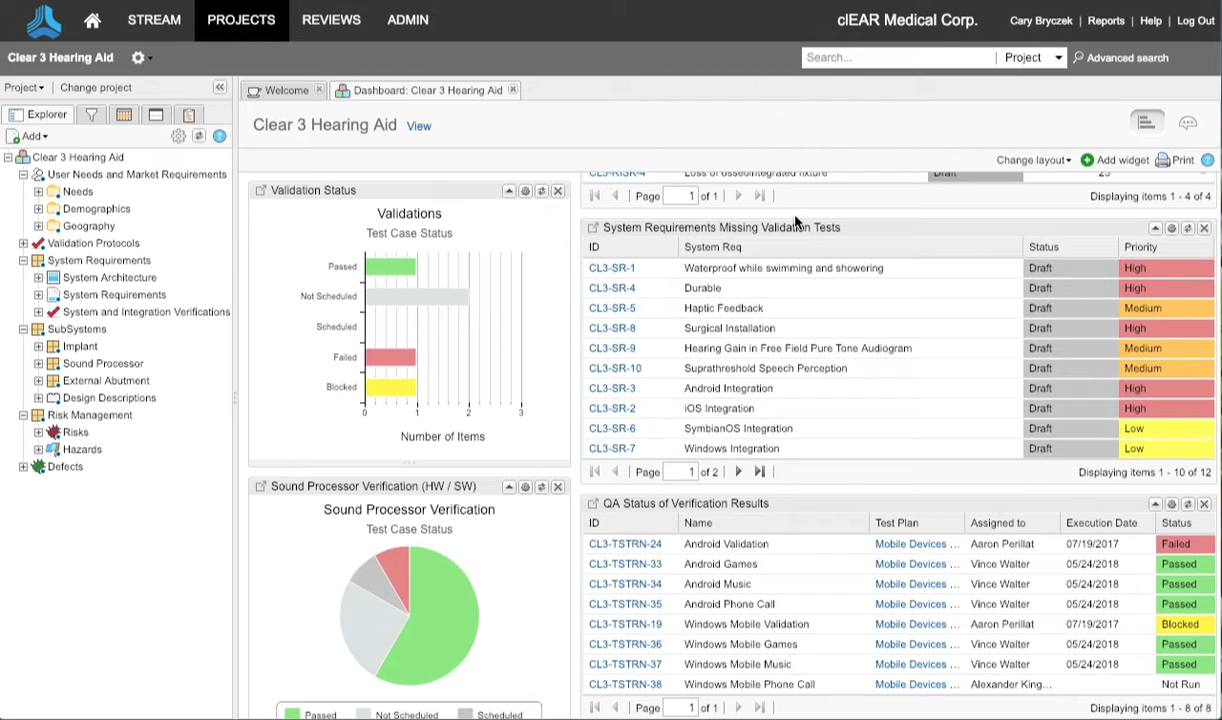 STREAM PROJECTS REVIEWS ADMIN clEAR Medical Corp. Cary Bryczek | Reports | Help | Log Out
Clear 3 Hearing Aid Search... Project Advanced search
Project Change project Welcome Dashboard: Clear 3 Hearing Aid
Explorer
Add
Clear 3 Hearing Aid
User Needs and Market Requirements
Needs
Demographics
Geography
Validation Protocols
System Requirements
System Architecture
System Requirements
System and Integration Verifications
SubSystems
Implant
Sound Processor
External Abutment
Design Descriptions
Risk Management
Risks
Hazards
Defects
Clear 3 Hearing Aid View
Change layout Add widget Print
Validation Status
Validations
Test Case Status
Passed
Not Scheduled
Scheduled
Failed
Blocked
0 1 2 3
Number of Items
Sound Processor Verification (HW / SW)
Sound Processor Verification
Test Case Status
Passed Not Scheduled Scheduled
CL3-RISK-4 Loss of osseointegrated fixture Draft 25
Page 1 of 1 Displaying items 1 - 4 of 4
System Requirements Missing Validation Tests
ID System Req Status Priority
CL3-SR-1 Waterproof while swimming and showering Draft High
CL3-SR-4 Durable Draft High
CL3-SR-5 Haptic Feedback Draft Medium
CL3-SR-8 Surgical Installation Draft High
CL3-SR-9 Hearing Gain in Free Field Pure Tone Audiogram Draft Medium
CL3-SR-10 Suprathreshold Speech Perception Draft Medium
CL3-SR-3 Android Integration Draft High
CL3-SR-2 iOS Integration Draft High
CL3-SR-6 SymbianOS Integration Draft Low
CL3-SR-7 Windows Integration Draft Low
Page 1 of 2 Displaying items 1 - 10 of 12
QA Status of Verification Results
ID Name Test Plan Assigned to Execution Date Status
CL3-TSTRN-24 Android Validation Mobile Devices ... Aaron Perillat 07/19/2017 Failed
CL3-TSTRN-33 Android Games Mobile Devices ... Vince Walter 05/24/2018 Passed
CL3-TSTRN-34 Android Music Mobile Devices ... Vince Walter 05/24/2018 Passed
CL3-TSTRN-35 Android Phone Call Mobile Devices ... Vince Walter 05/24/2018 Passed
CL3-TSTRN-19 Windows Mobile Validation Mobile Devices ... Aaron Perillat 07/19/2017 Blocked
CL3-TSTRN-36 Windows Mobile Games Mobile Devices ... Vince Walter 05/24/2018 Passed
CL3-TSTRN-37 Windows Mobile Music Mobile Devices ... Vince Walter 05/24/2018 Passed
CL3-TSTRN-38 Windows Mobile Phone Call Mobile Devices ... Alexander King... Not Run
Page 1 of 1 Displaying items 1 - 8 of 8